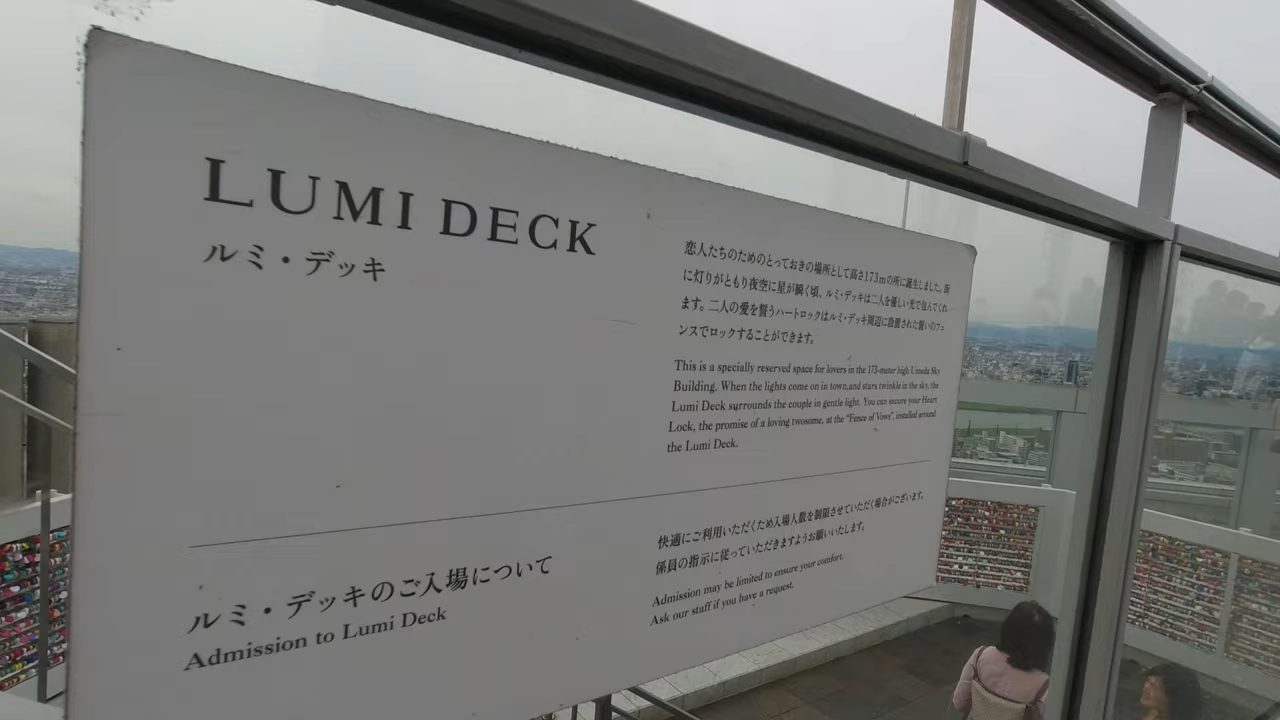 LUMI DECK
ルミ・デッキ
恋人たちのためのとっておきの場所として高さ173mの所に誕生しました。街
に灯りがともり夜空に星が瞬く頃、ルミ・デッキは二人を優しい光で包んでくれ
ます。二人の愛を誓うハートロックはルミ・デッキ周辺に設置された誓いのフェ
ンスでロックすることができます。
This is a specially reserved space for lovers in the 173-meter high Umeda Sky
Building. When the lights come on in town,and stars twinkle in the sky, the
Lumi Deck surrounds the couple in gentle light. You can secure your Heart
Lock, the promise of a loving twosome, at the "Fence of Vows", installed around
the Lumi Deck.
ルミ・デッキのご入場について
Admission to Lumi Deck
快適にご利用いただくため入場人数を制限させていただく場合がございます。
係員の指示に従っていただきますようお願いいたします。
Admission may be limited to ensure your comfort.
Ask our staff if you have a request.